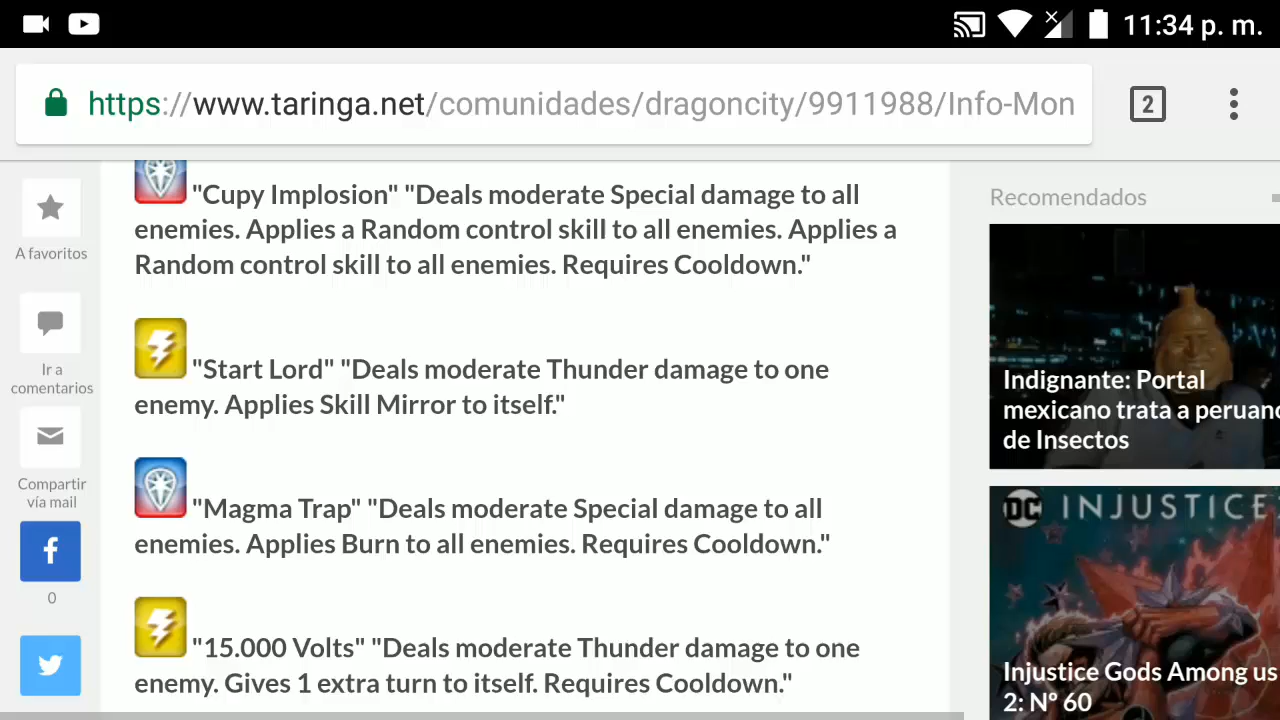 11:34 p. m.
https://www.taringa.net/comunidades/dragoncity/9911988/Info-Mon
2
"Cupy Implosion" "Deals moderate Special damage to all
enemies. Applies a Random control skill to all enemies. Applies a
Random control skill to all enemies. Requires Cooldown."
"Start Lord" "Deals moderate Thunder damage to one
enemy. Applies Skill Mirror to itself."
"Magma Trap" "Deals moderate Special damage to all
enemies. Applies Burn to all enemies. Requires Cooldown."
"15.000 Volts" "Deals moderate Thunder damage to one
enemy. Gives 1 extra turn to itself. Requires Cooldown."
A favoritos
Ir a
comentarios
Compartir
vía mail
f
0
Recomendados
Indignante: Portal
mexicano trata a peruano
de Insectos
DC INJUSTICE
Injustice Gods Among us
2: Nº 60